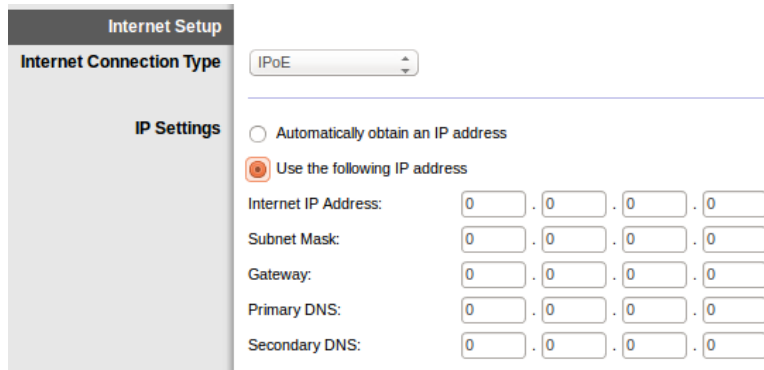 Internet Setup
Internet Connection Type IPoE
IP Settings Automatically obtain an IP address
Use the following IP address
Internet IP Address: 0 . 0 . 0 . 0
Subnet Mask: 0 . 0 . 0 . 0
Gateway: 0 . 0 . 0 . 0
Primary DNS: 0 . 0 . 0 . 0
Secondary DNS: 0 . 0 . 0 . 0